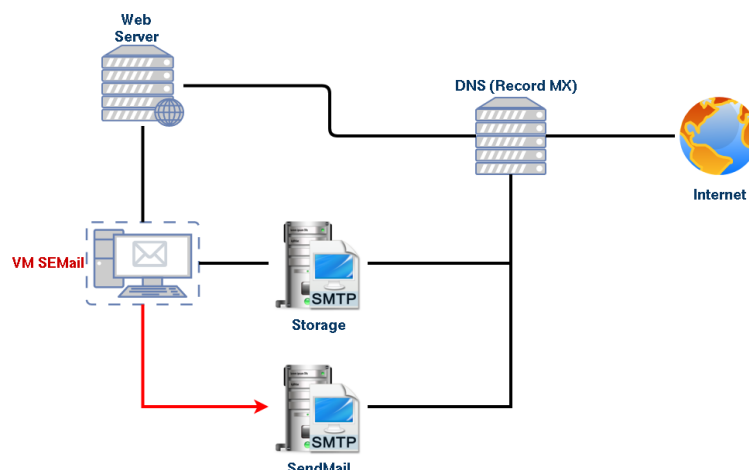 Web
Server
DNS (Record MX)
Internet
VM SEMail
SMTP
Storage
SMTP
SendMail